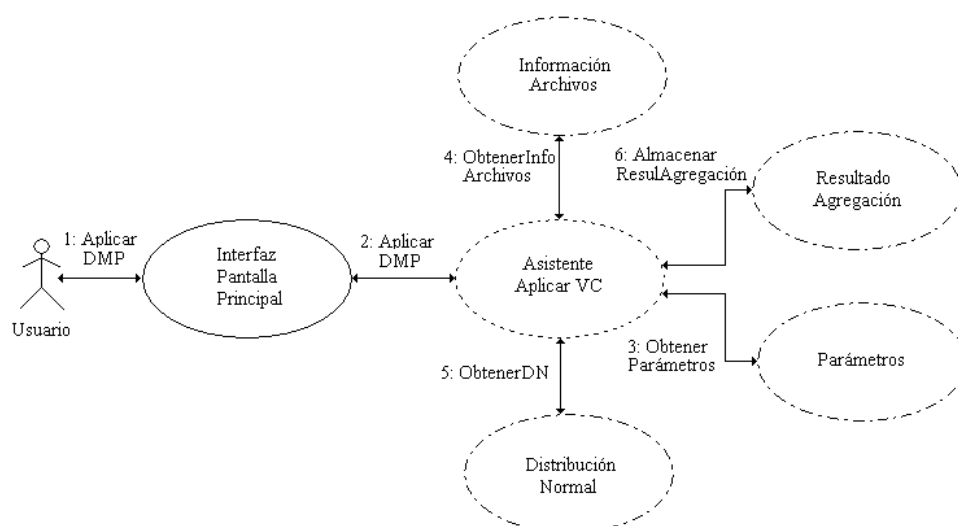 Información
Archivos
4: ObtenerInfo
Archivos
6: Almacenar
ResulAgregación
Resultado
Agregación
1: Aplicar
DMP
Interfaz
Pantalla
Principal
2: Aplicar
DMP
Asistente
Aplicar VC
Usuario
3: Obtener
Parámetros
Parámetros
5: ObtenerDN
Distribución
Normal